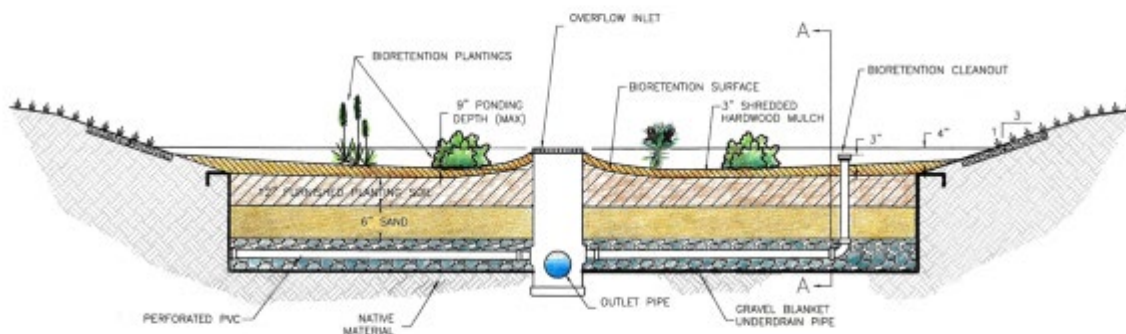 OVERFLOW INLET
A
BIORETENTION PLANTINGS
BIORETENTION CLEANOUT
BIORETENTION SURFACE
9" PONDING
DEPTH (MAX)
3" SHREDDED
HARDWOOD MULCH
3"
4"
1
3
12" FURNISHED PLANTING SOIL
6" SAND
A
PERFORATED PVC
NATIVE
MATERIAL
OUTLET PIPE
GRAVEL BLANKET
UNDERDRAIN PIPE